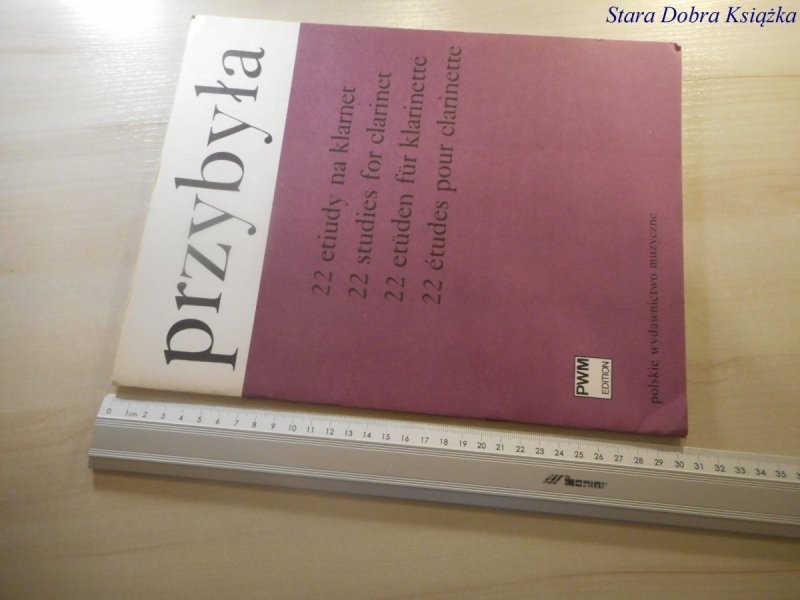 Stara Dobra Książka
przybyła
22 etiudy na klarnet
22 studies for clarinet
22 etüden für klarinette
22 études pour clarinette
PWM
EDITION
polskie wydawnictwo muzyczne
0 1cm 2 3 4 5 6 7 8 9 10 11 12 13 14 15 16 17 18 19 20 21 22 23 24 25 26 27 28 29 30 31 32 33 34 35